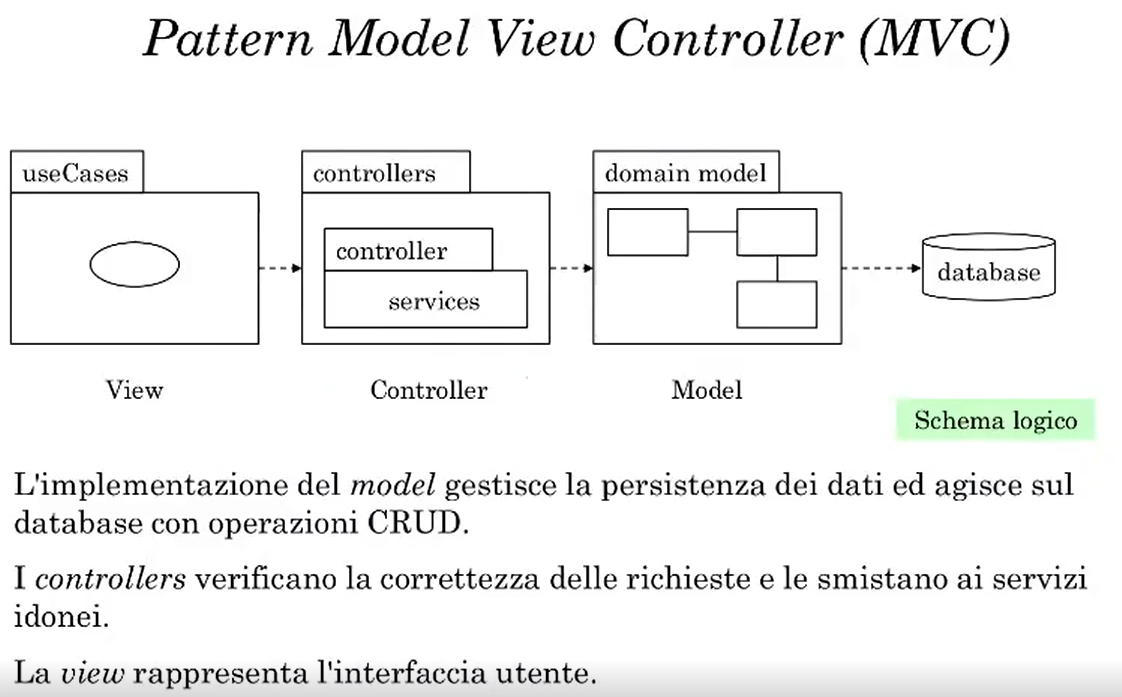 Pattern Model View Controller (MVC)
useCases
controllers
domain model
controller
services
database
View
Controller
Model
Schema logico
L'implementazione del model gestisce la persistenza dei dati ed agisce sul
database con operazioni CRUD.
I controllers verificano la correttezza delle richieste e le smistano ai servizi
idonei.
La view rappresenta l'interfaccia utente.